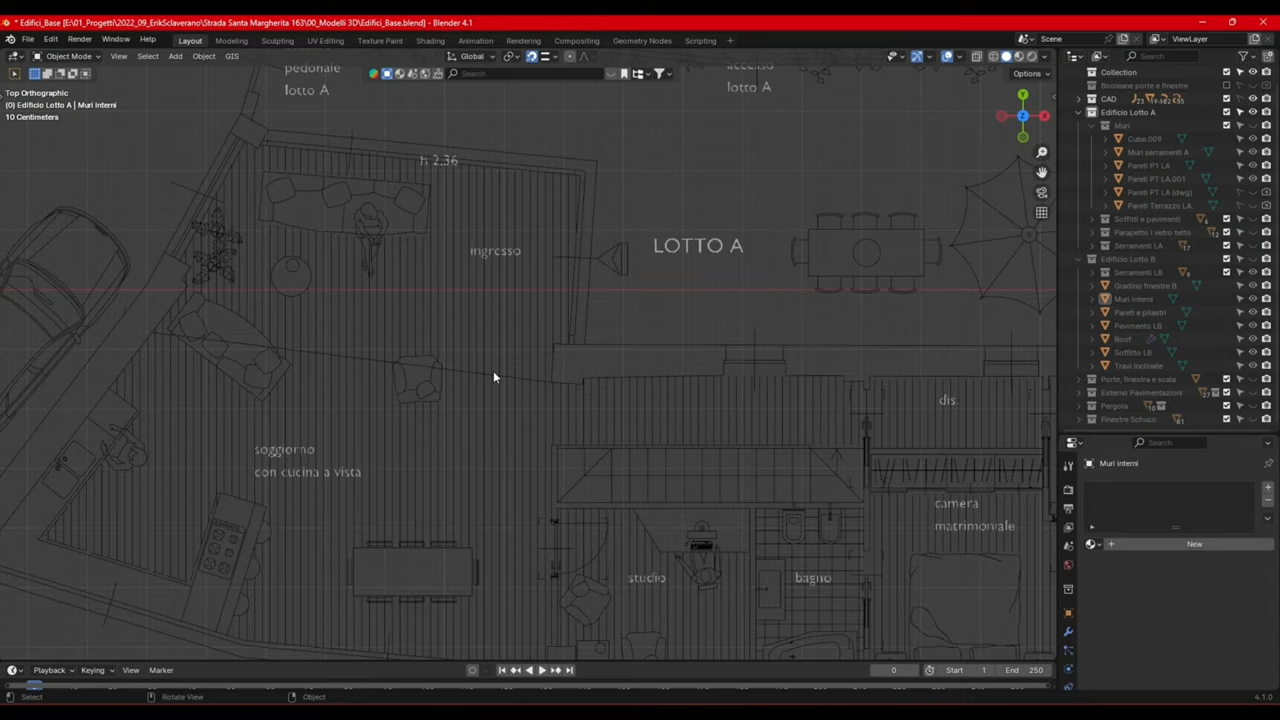 * Edifici_Base [E:\01_Progetti\2022_09_ErikSclaverano\Strada Santa Margherita 163\00_Modelli 3D\Edifici_Base.blend] - Blender 4.1
File Edit Render Window Help Layout Modeling Sculpting UV Editing Texture Paint Shading Animation Rendering Compositing Geometry Nodes Scripting + Scene ViewLayer
Object Mode View Select Add Object GIS Global Search
Search Options
Top Orthographic
(0) Edificio Lotto A | Muri interni
10 Centimeters
pedonale
lotto A
accesso
lotto A
h 2.36
ingresso
LOTTO A
soggiorno
con cucina a vista
dis.
camera
matrimoniale
studio
bagno
Z
Y
X
Collection
Booleane porte e finestre
CAD
Edificio Lotto A
Muri
Cube.009
Muri serramenti A
Pareti P1 LA
Pareti PT LA.001
Pareti PT LA (dwg)
Pareti Terrazzo LA.
Soffitti e pavimenti
Parapetto i vetro tetto
Serramenti LA
Edificio Lotto B
Serramenti LB
Gradino finestre B
Muri interni
Pareti e pilastri
Pavimento LB
Roof
Soffitto LB
Travi inclinate
Porte, finestra e scala
Esterno Pavimentazioni
Pergola
Finestre Schuco
Search
Muri interni
New
Playback Keying View Marker 0 Start 1 End 250
Select Rotate View Object 4.1.0